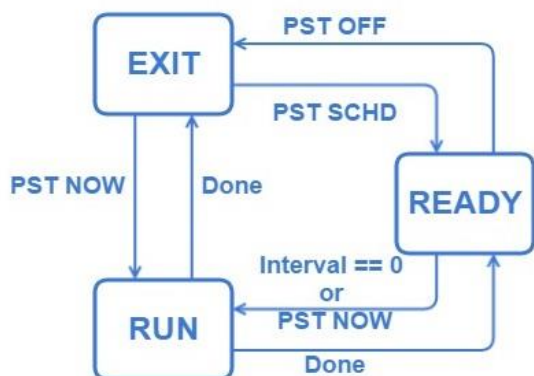 PST OFF
EXIT
PST SCHD
PST NOW
Done
READY
Interval == 0
or
PST NOW
RUN
Done